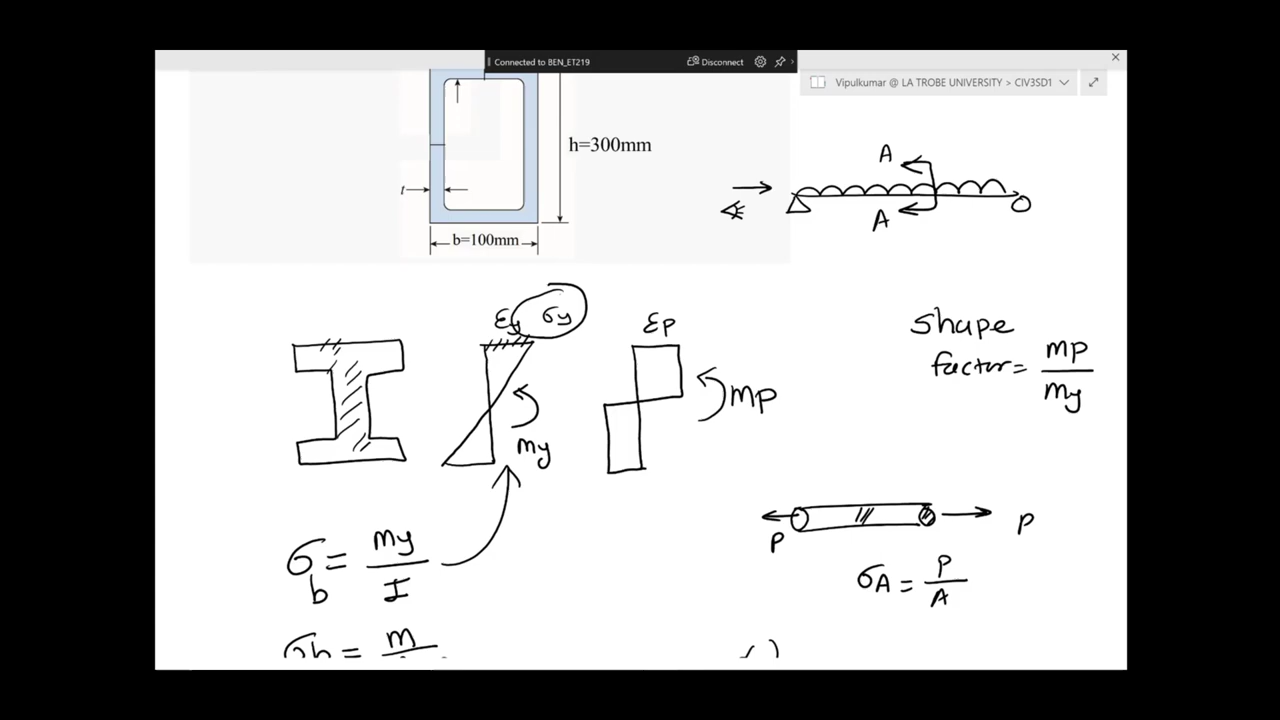 Connected to BEN_ET219 Disconnect
Vipulkumar @ LA TROBE UNIVERSITY > CIV3SD1
h=300mm
t
b=100mm
A
A
εy σy
My
εP
MP
shape
factor = MP/My
σb = My/I
P P
σA = P/A
σb = M